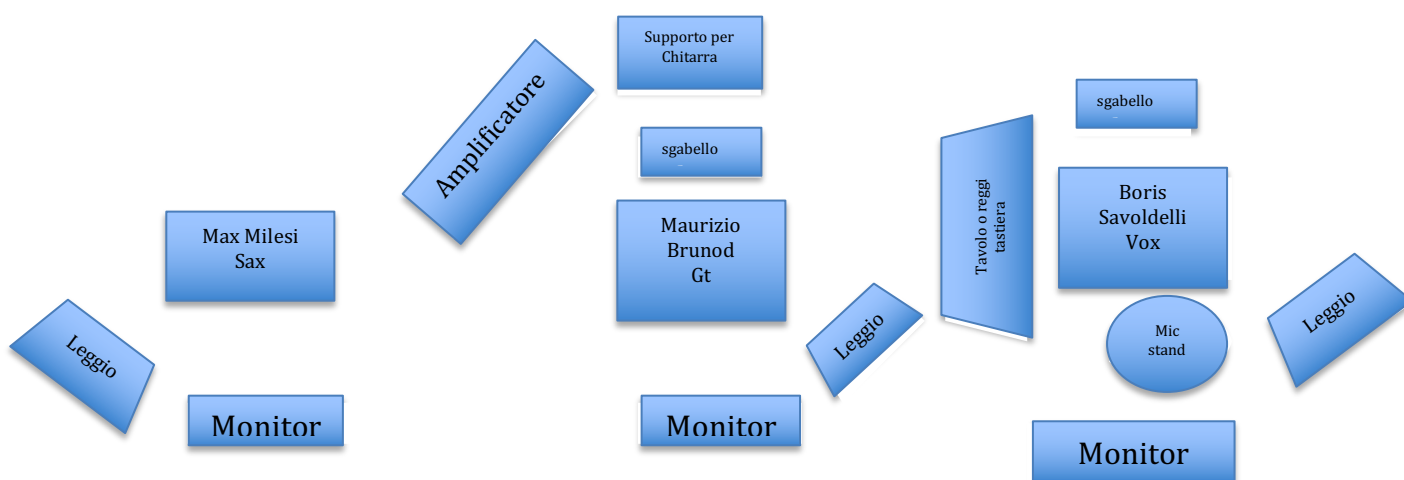 Supporto per
Chitarra
Amplificatore
sgabello
sgabello
Max Milesi
Sax
Maurizio
Brunod
Gt
Tavolo o reggi
tastiera
Boris
Savoldelli
Vox
Leggio
Leggio
Mic
stand
Leggio
Monitor
Monitor
Monitor